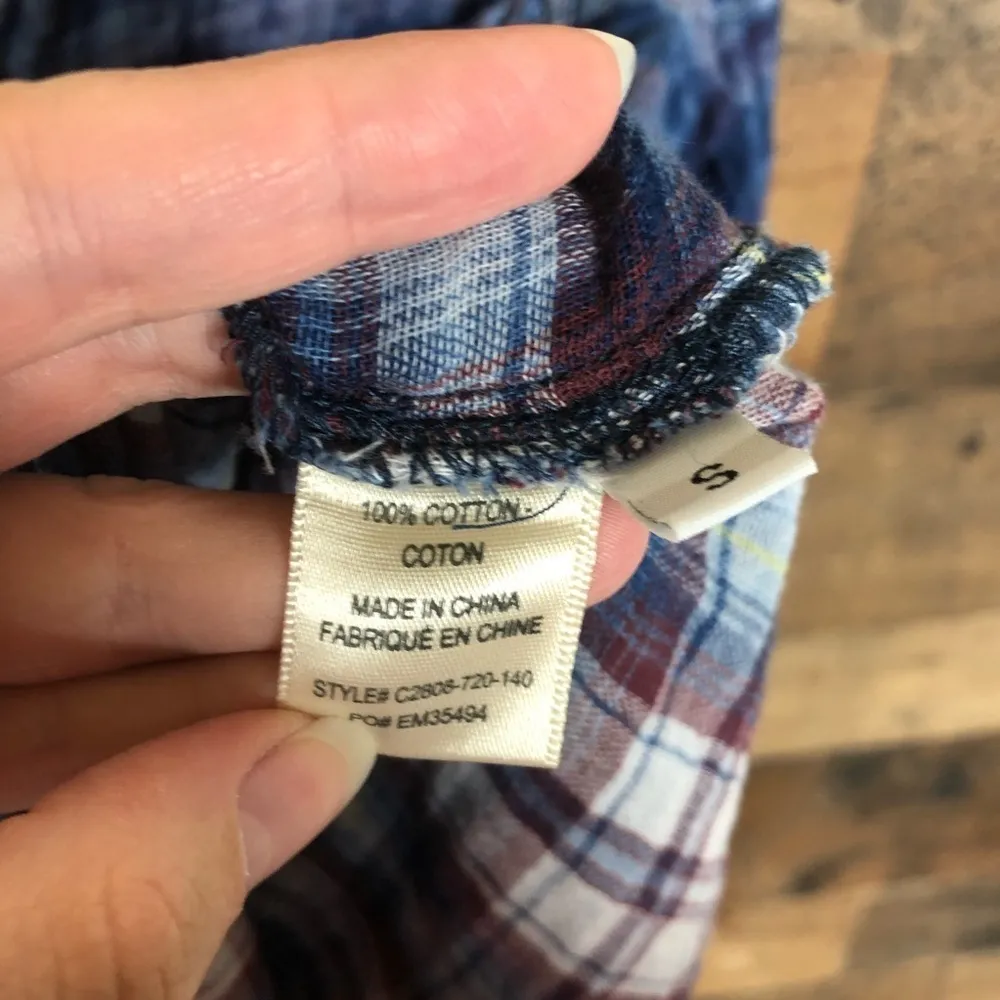 100% COTTON -
COTON
MADE IN CHINA
FABRIQUÉ EN CHINE
STYLE# C2808-720-140
PO# EM35494
S